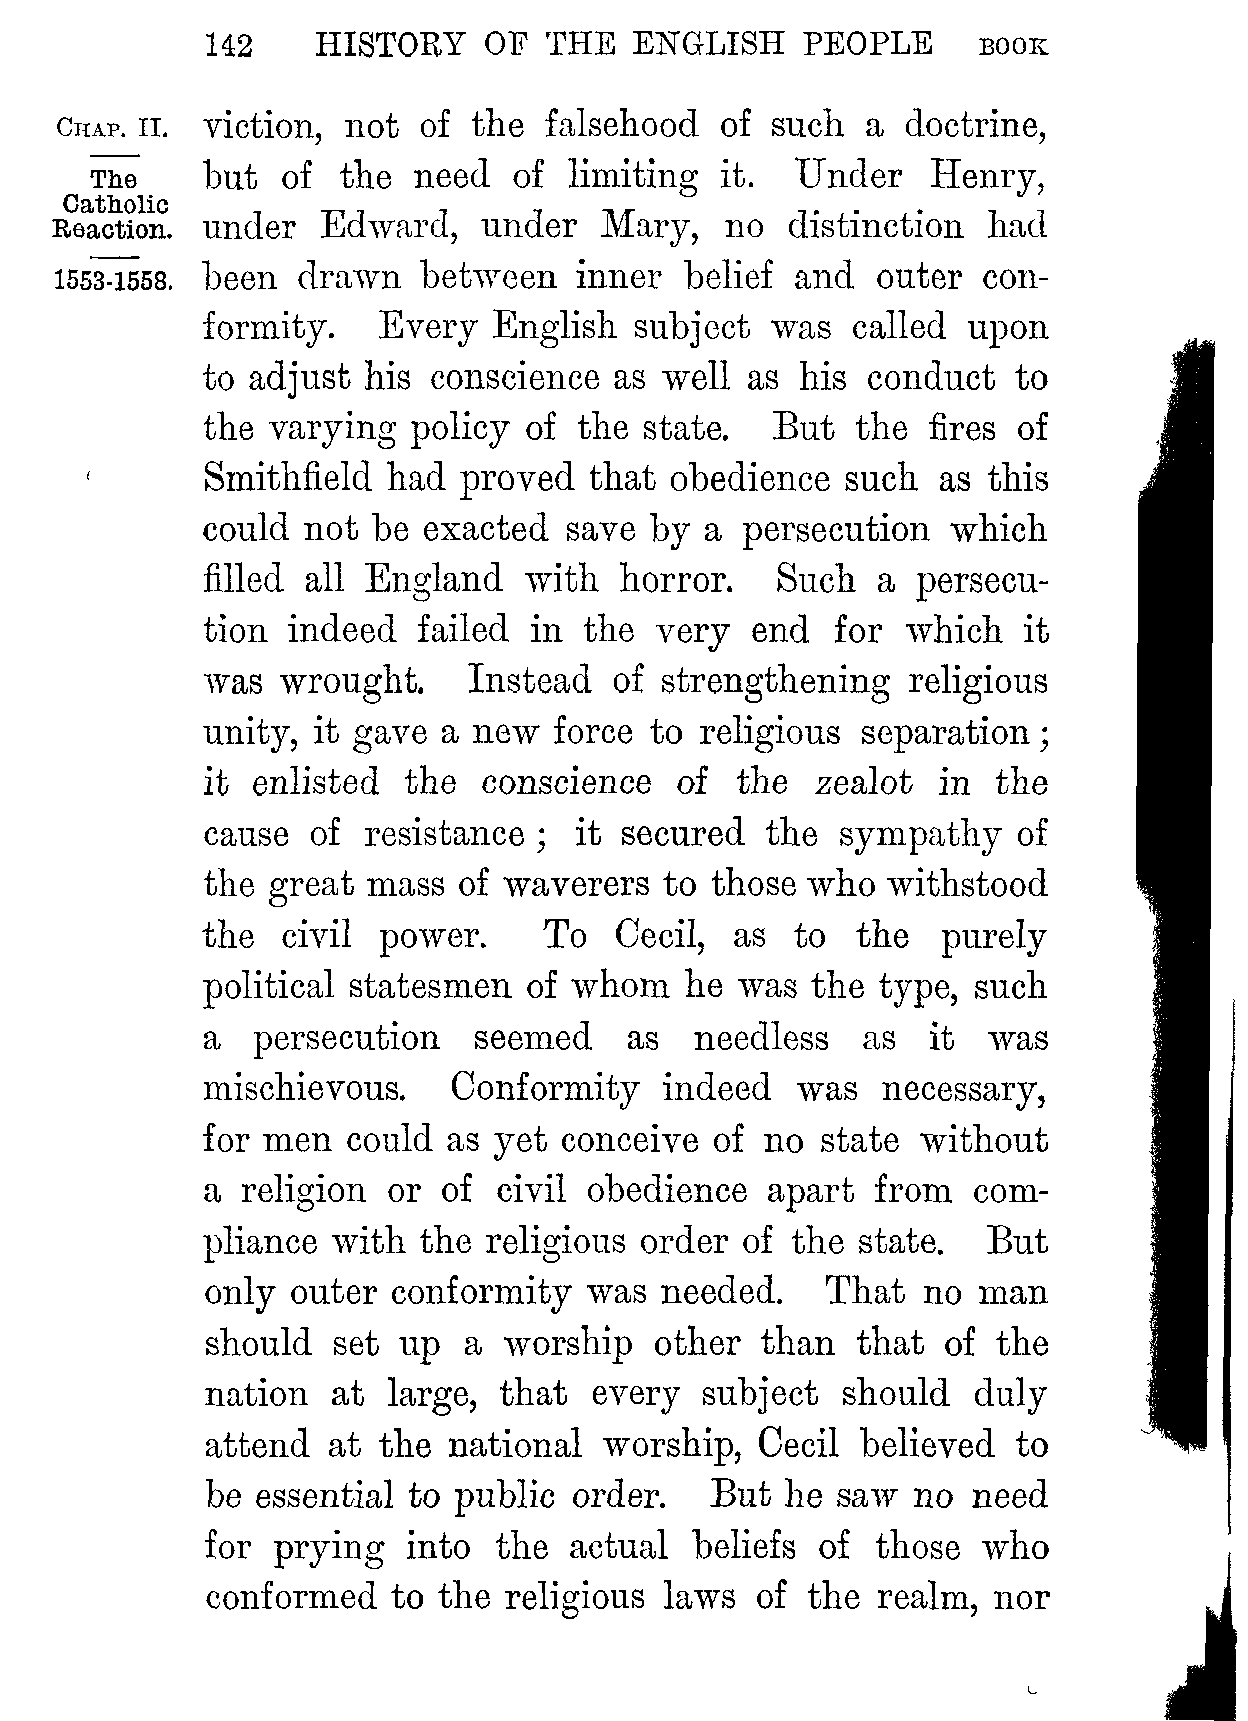 142 HISTORY OF THE ENGLISH PEOPLE BOOK
CHAP. II.
The
Catholic
Reaction.
1553-1558.
viction, not of the falsehood of such a doctrine,
but of the need of limiting it. Under Henry,
under Edward, under Mary, no distinction had
been drawn between inner belief and outer con-
formity. Every English subject was called upon
to adjust his conscience as well as his conduct to
the varying policy of the state. But the fires of
Smithfield had proved that obedience such as this
could not be exacted save by a persecution which
filled all England with horror. Such a persecu-
tion indeed failed in the very end for which it
was wrought. Instead of strengthening religious
unity, it gave a new force to religious separation ;
it enlisted the conscience of the zealot in the
cause of resistance ; it secured the sympathy of
the great mass of waverers to those who withstood
the civil power. To Cecil, as to the purely
political statesmen of whom he was the type, such
a persecution seemed as needless as it was
mischievous. Conformity indeed was necessary,
for men could as yet conceive of no state without
a religion or of civil obedience apart from com-
pliance with the religious order of the state. But
only outer conformity was needed. That no man
should set up a worship other than that of the
nation at large, that every subject should duly
attend at the national worship, Cecil believed to
be essential to public order. But he saw no need
for prying into the actual beliefs of those who
conformed to the religious laws of the realm, nor